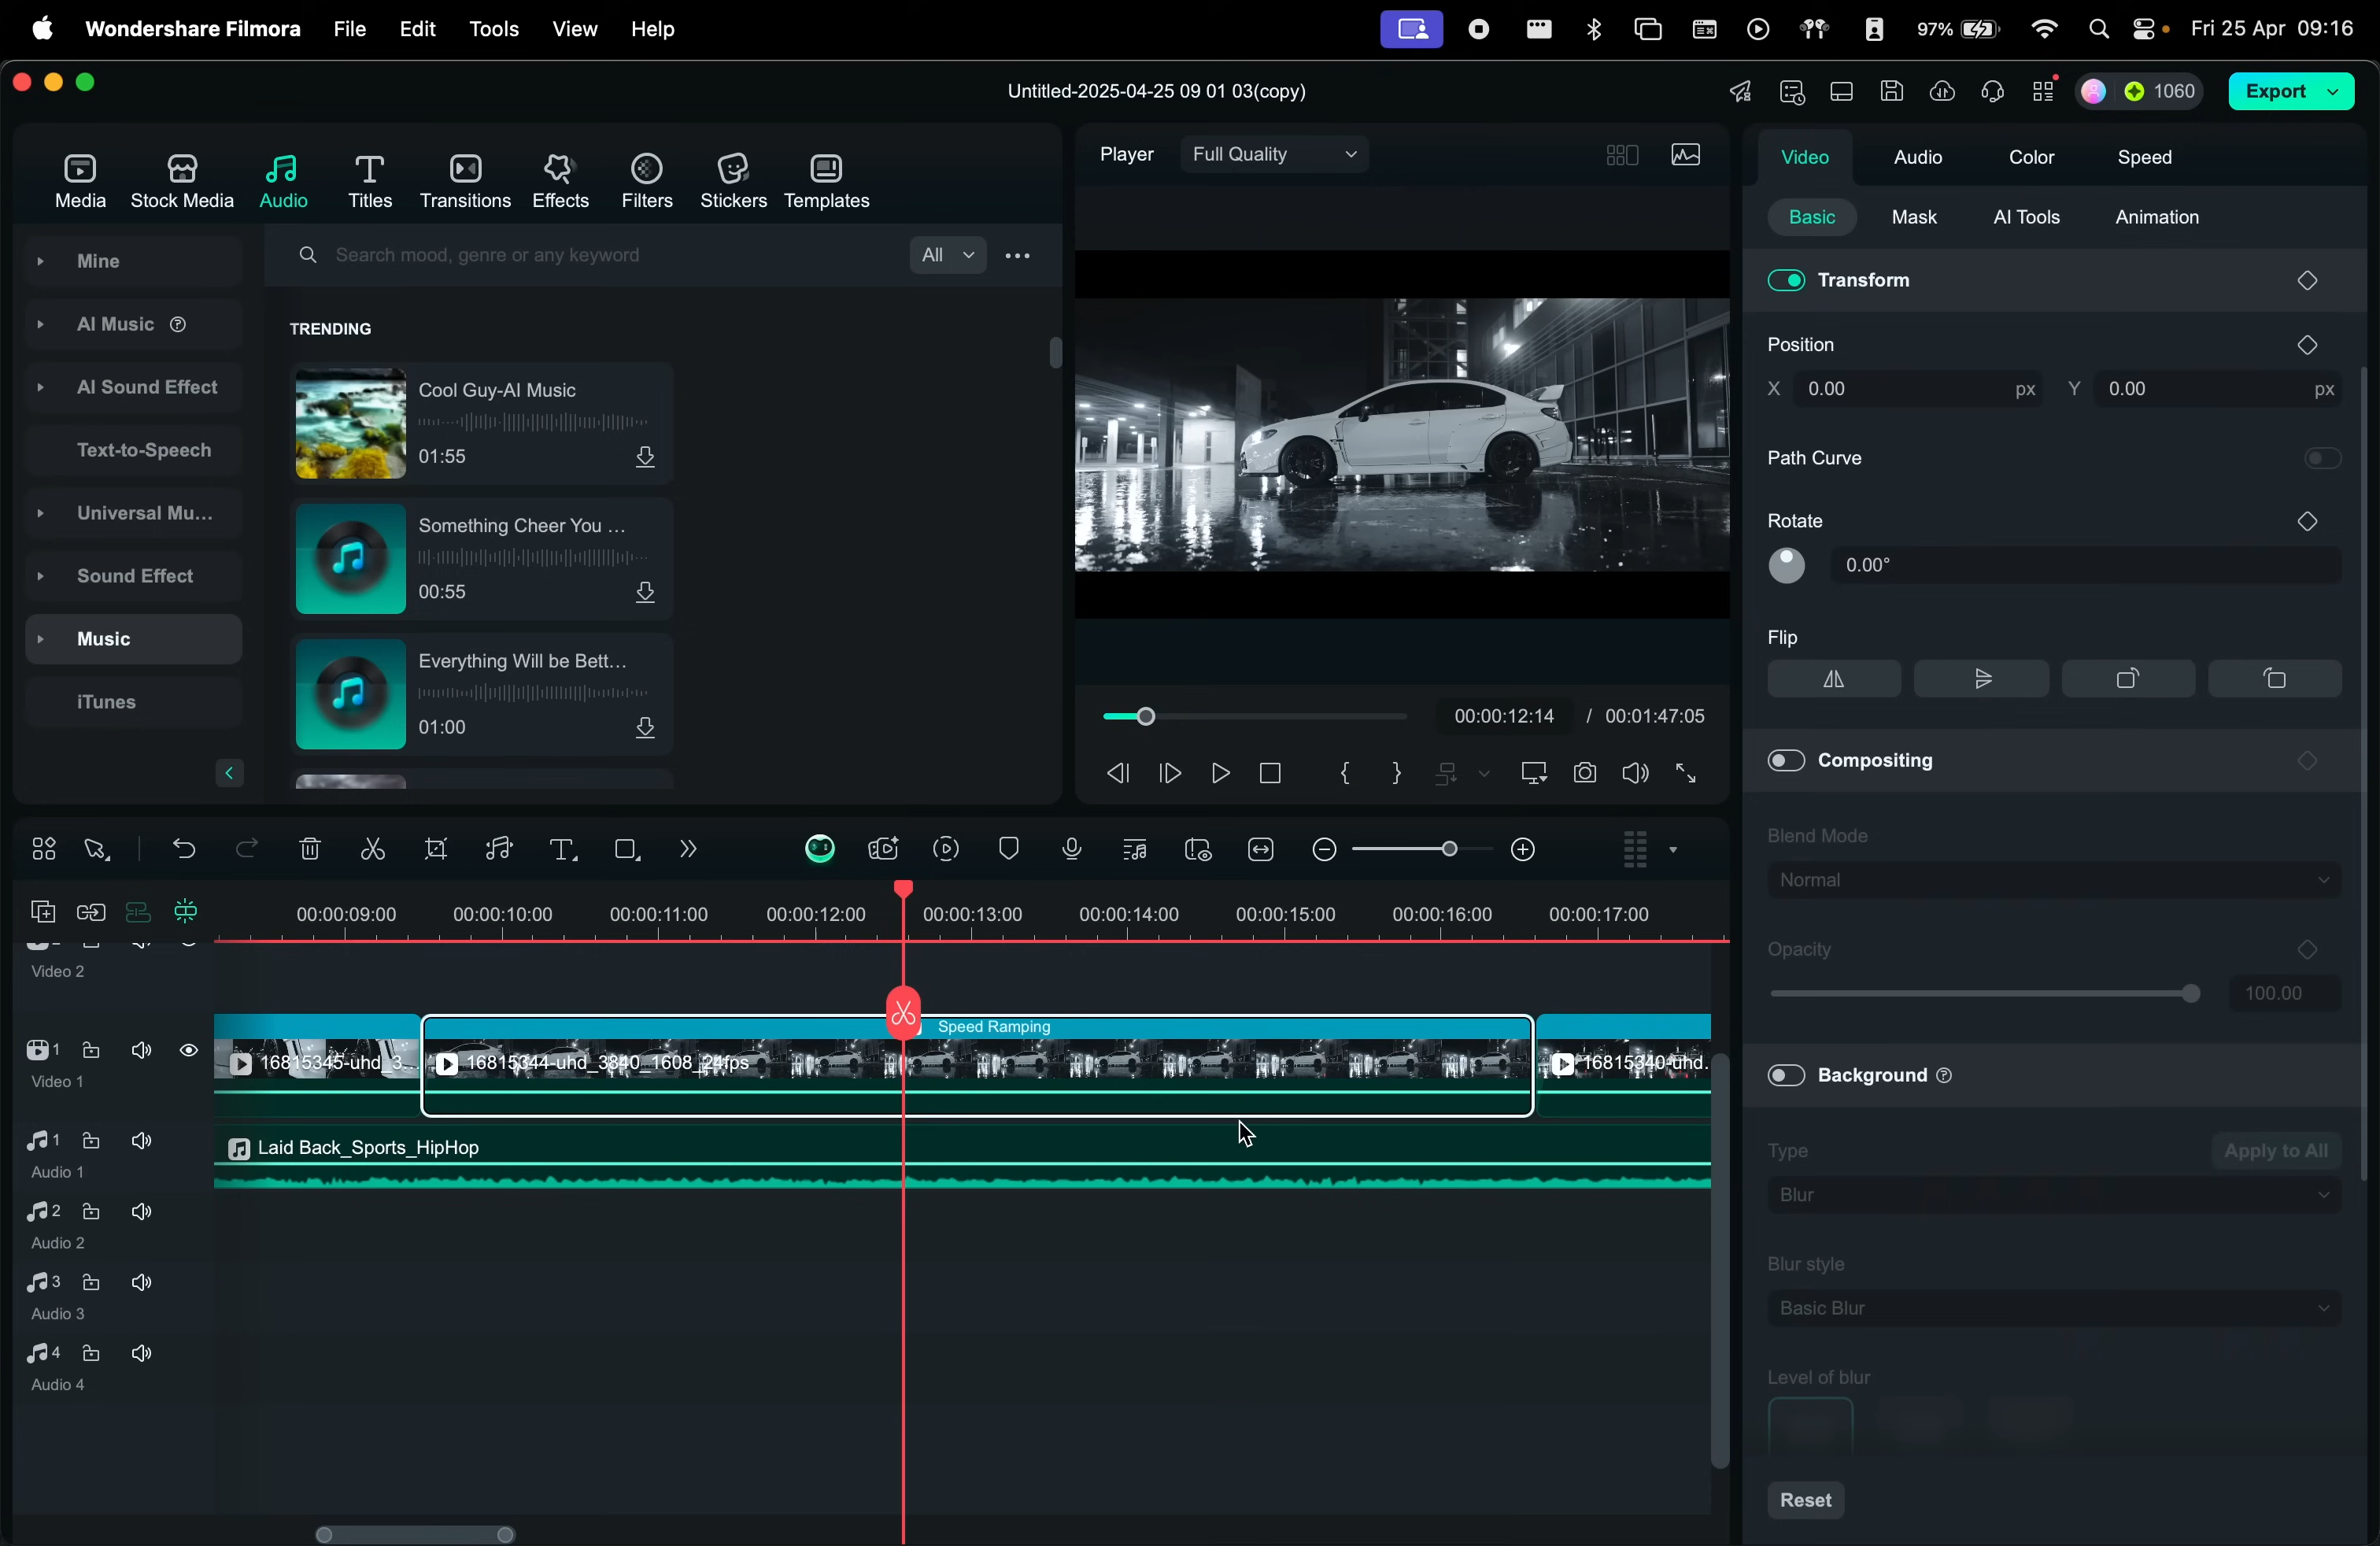 Wondershare Filmora File Edit Tools View Help 97% Fri 25 Apr 09:16
Untitled-2025-04-25 09 01 03(copy) 1060 Export
Media Stock Media Audio Titles Transitions Effects Filters Stickers Templates
Mine
AI Music
AI Sound Effect
Text-to-Speech
Universal Mu...
Sound Effect
Music
iTunes
Search mood, genre or any keyword All
TRENDING
Cool Guy-AI Music
01:55
Something Cheer You ...
00:55
Everything Will be Bett...
01:00
Player Full Quality
00:00:12:14 / 00:01:47:05
Video Audio Color Speed
Basic Mask AI Tools Animation
Transform
Position
X 0.00 px Y 0.00 px
Path Curve
Rotate
0.00°
Flip
Compositing
Blend Mode
Normal
Opacity
100.00
Background
Type Apply to All
Blur
Blur style
Basic Blur
Level of blur
Reset
00:00:09:00 00:00:10:00 00:00:11:00 00:00:12:00 00:00:13:00 00:00:14:00 00:00:15:00 00:00:16:00 00:00:17:00
Video 2
Speed Ramping
1 16815345-uhd_3... 16815344-uhd_3840_1608_24fps 16815340-uhd.
Video 1
1 Laid Back_Sports_HipHop
Audio 1
2
Audio 2
3
Audio 3
4
Audio 4